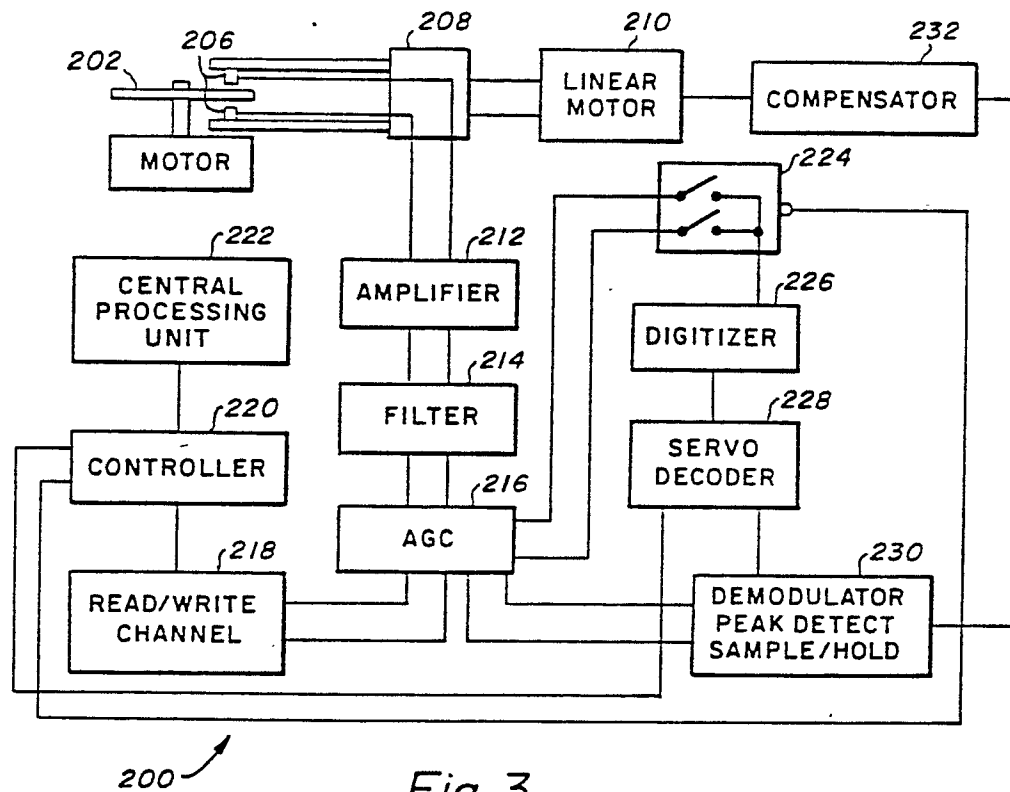 208
210
232
206
202
LINEAR
MOTOR
COMPENSATOR
MOTOR
224
222
212
CENTRAL
PROCESSING
UNIT
AMPLIFIER
226
DIGITIZER
214
FILTER
220
CONTROLLER
228
SERVO
DECODER
216
AGC
218
READ/WRITE
CHANNEL
230
DEMODULATOR
PEAK DETECT
SAMPLE/HOLD
200
Fig. 3